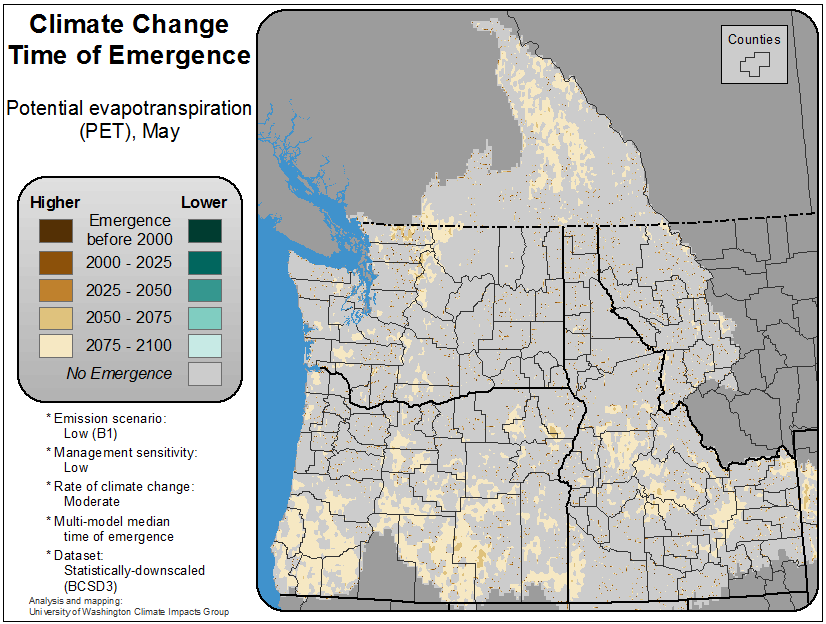 Climate Change
Time of Emergence
Potential evapotranspiration
(PET), May
Higher Lower
Emergence
before 2000
2000 - 2025
2025 - 2050
2050 - 2075
2075 - 2100
No Emergence
* Emission scenario:
Low (B1)
* Management sensitivity:
Low
* Rate of climate change:
Moderate
* Multi-model median
time of emergence
* Dataset:
Statistically-downscaled
(BCSD3)
Analysis and mapping:
University of Washington Climate Impacts Group
Counties